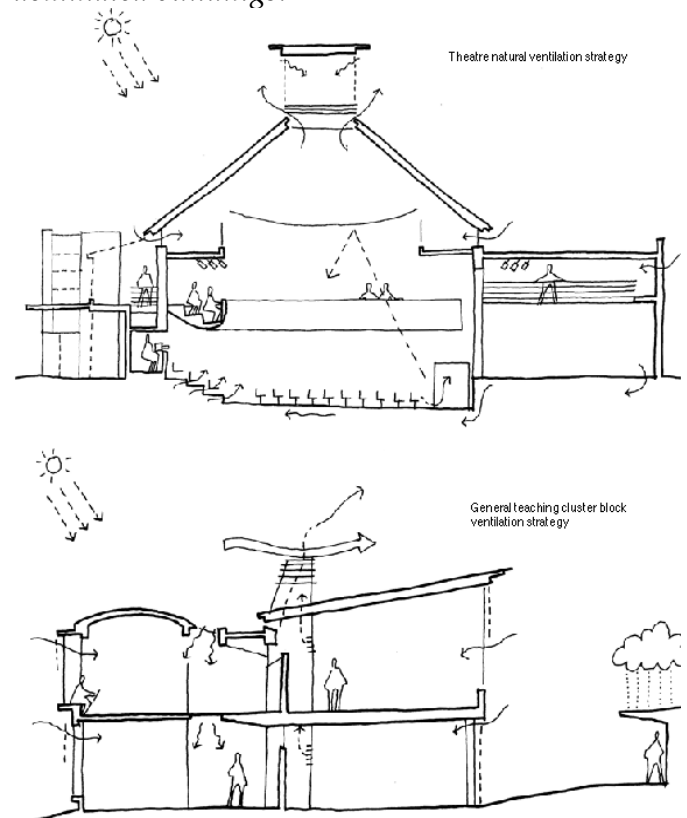 Theatre natural ventilation strategy
General teaching cluster block
ventilation strategy